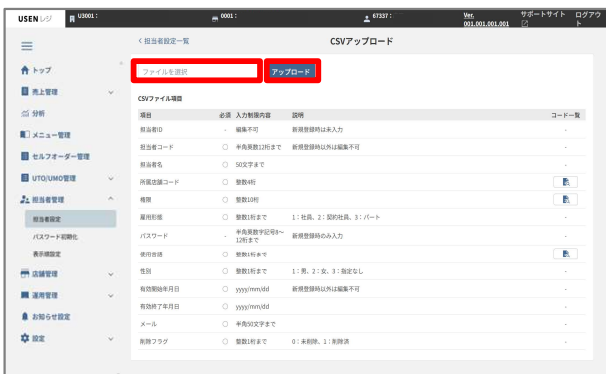 USEN レジ U3001： 0001： 67337： Ver. 001.001.001.001 サポートサイト ログアウト
< 担当者設定一覧 CSVアップロード
トップ
ファイルを選択 アップロード
売上管理
CSVファイル項目
分析
項目 必須 入力制限内容 説明 コード一覧
メニュー管理
担当者ID - 編集不可 新規登録時は未入力 -
セルフオーダー管理
担当者コード ○ 半角英数12桁まで 新規登録時以外は編集不可 -
担当者名 ○ 50文字まで -
UTO/UMO管理
所属店舗コード ○ 整数4桁
担当者管理
権限 ○ 整数10桁
担当者設定
雇用形態 ○ 整数1桁まで 1：社員、2：契約社員、3：パート -
パスワード初期化
パスワード - 半角英数字記号8～12桁まで 新規登録時のみ入力 -
表示順設定
使用言語 ○ 整数1桁まで
店舗管理
性別 ○ 整数1桁まで 1：男、2：女、3：指定なし -
運用管理
有効開始年月日 ○ yyyy/mm/dd 新規登録時以外は編集不可 -
有効終了年月日 ○ yyyy/mm/dd -
お知らせ設定
メール ○ 半角50文字まで -
設定
削除フラグ ○ 整数1桁まで 0：未削除、1：削除済 -